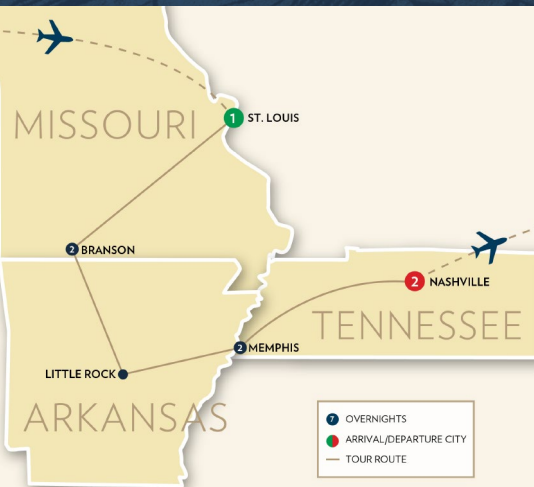 MISSOURI
1 ST. LOUIS
2 BRANSON
2 NASHVILLE
TENNESSEE
2 MEMPHIS
LITTLE ROCK
ARKANSAS
7 OVERNIGHTS
ARRIVAL/DEPARTURE CITY
TOUR ROUTE